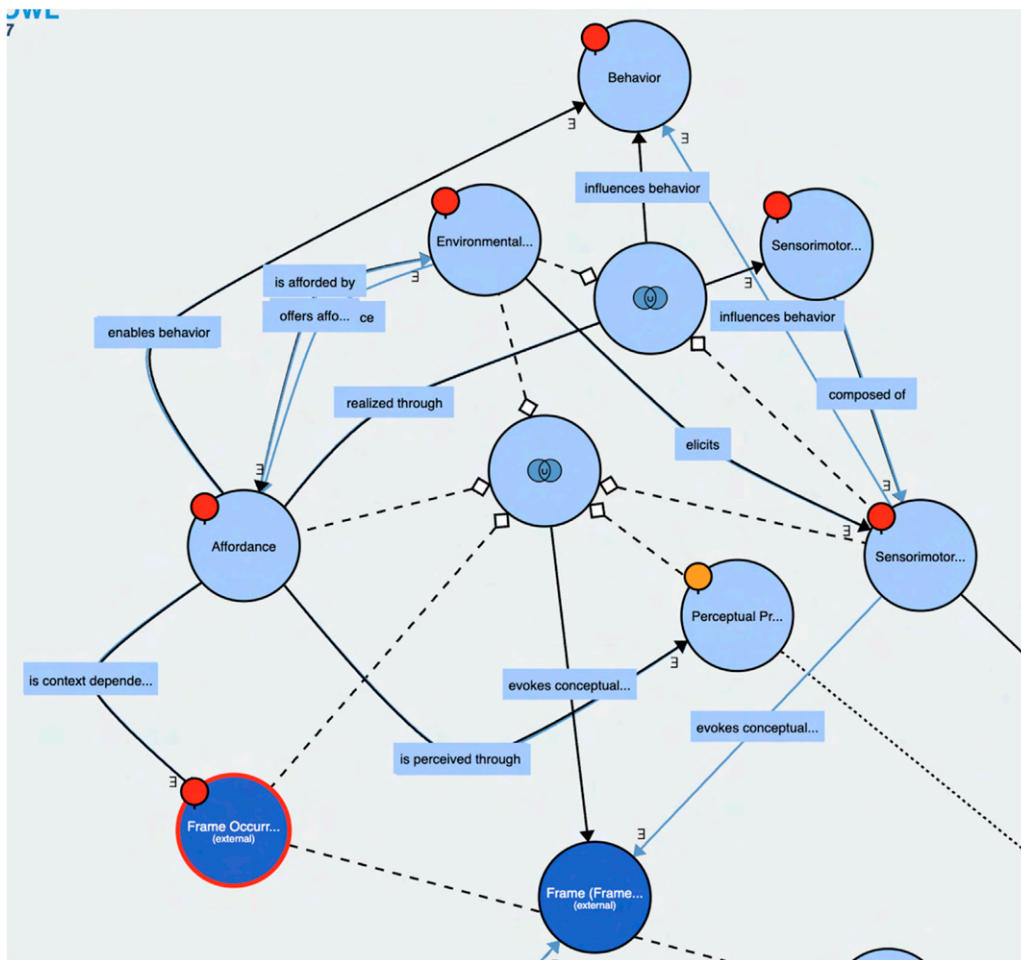 OWL
7
Behavior
influences behavior
Environmental...
Sensorimotor...
is afforded by
offers affo... ce
influences behavior
enables behavior
composed of
realized through
elicits
Affordance
Sensorimotor...
Perceptual Pr...
is context depende...
evokes conceptual...
evokes conceptual...
is perceived through
Frame Occurr...
(external)
Frame (Frame...
(external)